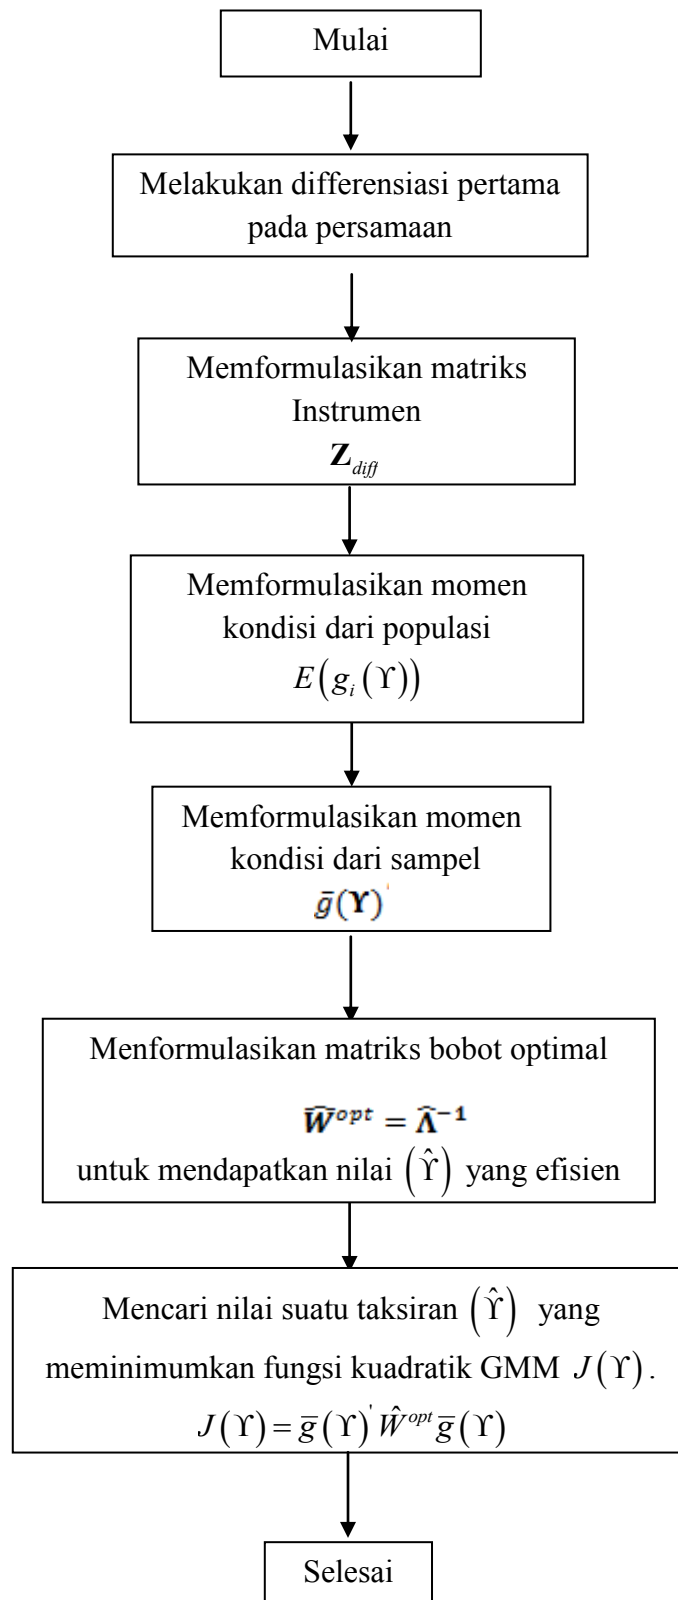 Mulai
Melakukan differensiasi pertama
pada persamaan
Memformulasikan matriks
Instrumen
𝐙_diff
Memformulasikan momen
kondisi dari populasi
E(g_i(ϒ))
Memformulasikan momen
kondisi dari sampel
ḡ(ϒ)'
Menformulasikan matriks bobot optimal
Ŵ^opt = Λ̂^−1
untuk mendapatkan nilai (ϒ̂) yang efisien
Mencari nilai suatu taksiran (ϒ̂) yang
meminimumkan fungsi kuadratik GMM J(ϒ).
J(ϒ) = ḡ(ϒ)' Ŵ^opt ḡ(ϒ)
Selesai